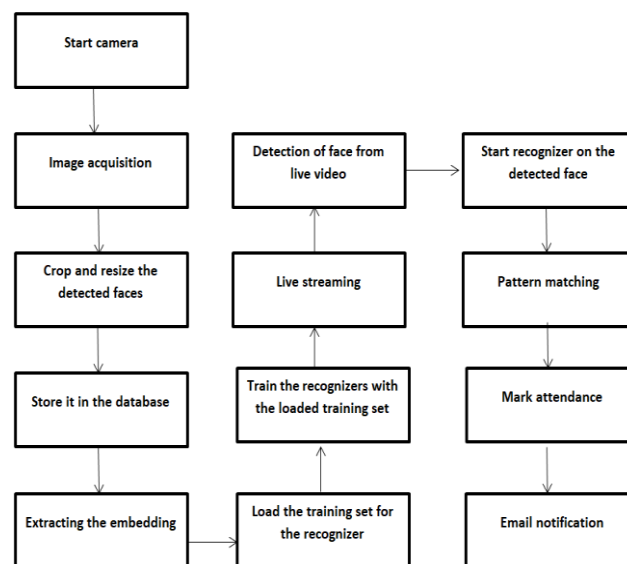 Start camera
Image acquisition
Crop and resize the
detected faces
Store it in the database
Extracting the embedding
Load the training set for
the recognizer
Train the recognizers with
the loaded training set
Live streaming
Detection of face from
live video
Start recognizer on the
detected face
Pattern matching
Mark attendance
Email notification